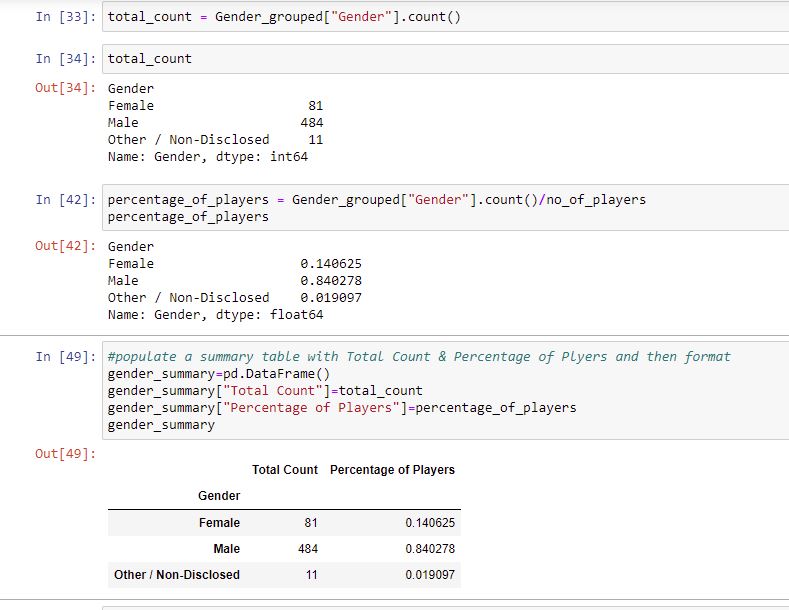 In [33]: total_count = Gender_grouped["Gender"].count()
In [34]: total_count
Out[34]: Gender
Female 81
Male 484
Other / Non-Disclosed 11
Name: Gender, dtype: int64
In [42]: percentage_of_players = Gender_grouped["Gender"].count()/no_of_players
percentage_of_players
Out[42]: Gender
Female 0.140625
Male 0.840278
Other / Non-Disclosed 0.019097
Name: Gender, dtype: float64
In [49]: #populate a summary table with Total Count & Percentage of Plyers and then format
gender_summary=pd.DataFrame()
gender_summary["Total Count"]=total_count
gender_summary["Percentage of Players"]=percentage_of_players
gender_summary
Out[49]:
Total Count Percentage of Players
Gender
Female 81 0.140625
Male 484 0.840278
Other / Non-Disclosed 11 0.019097